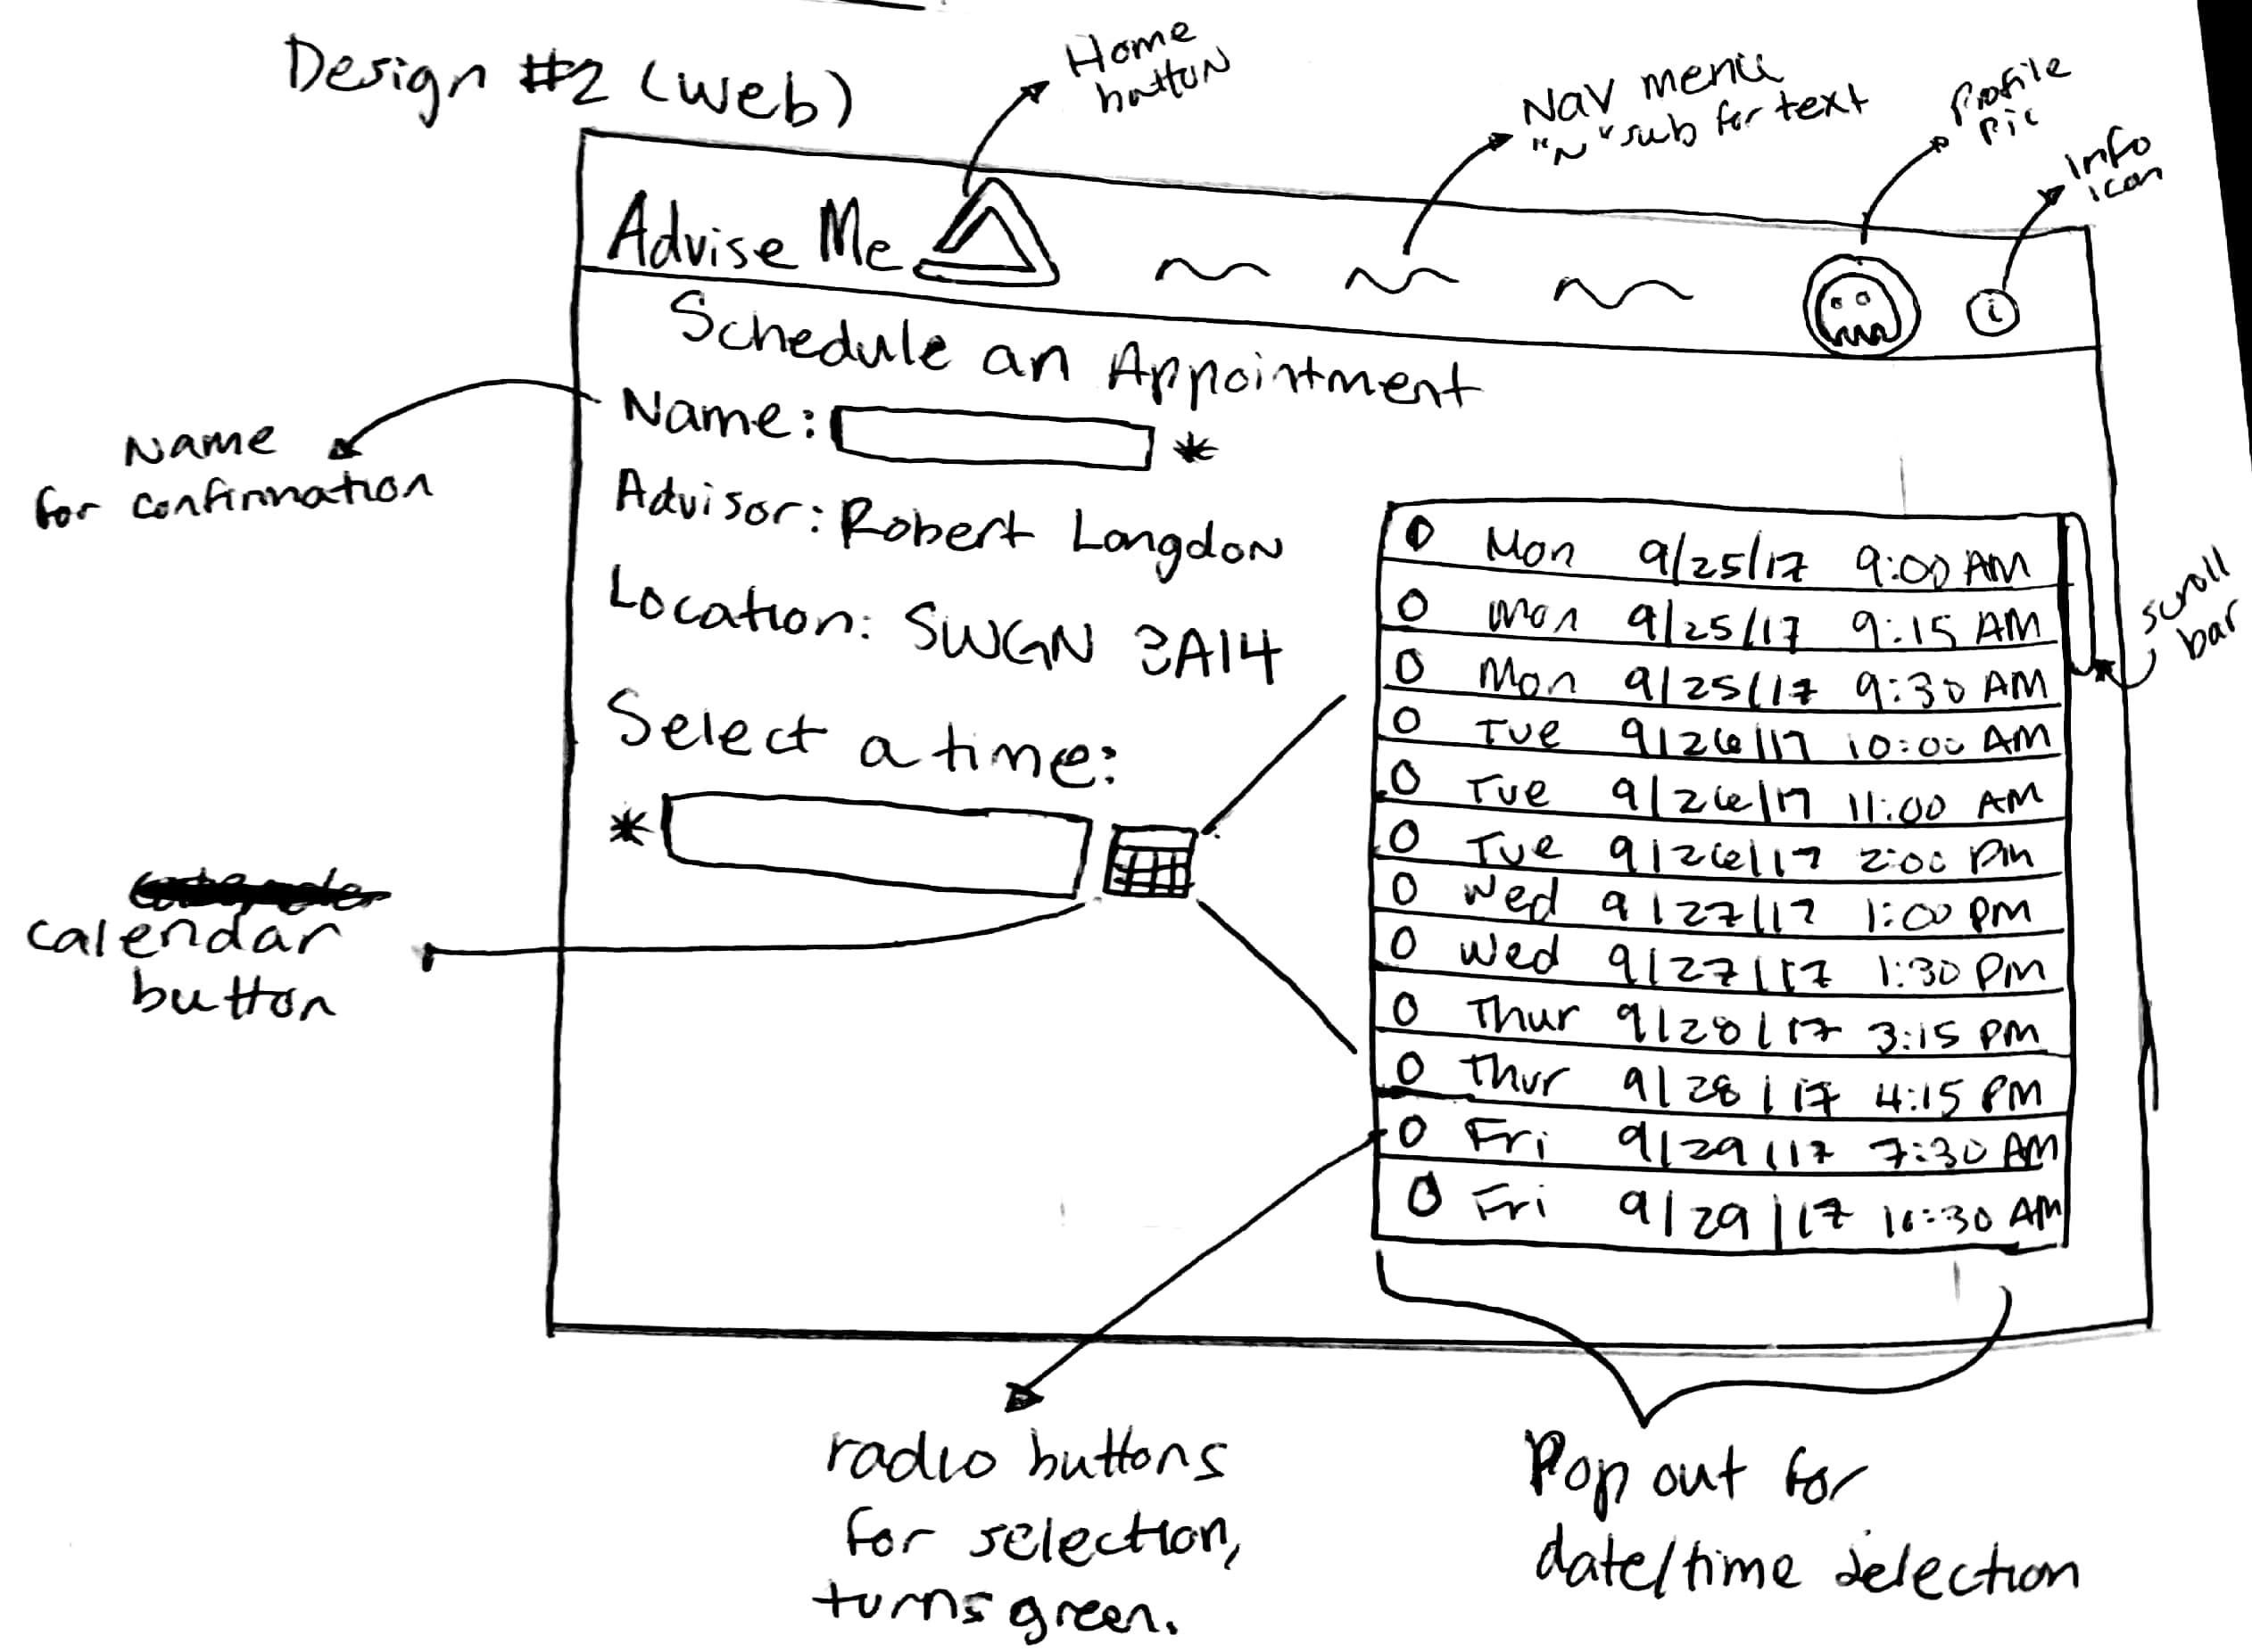 Design #2 (web)
Home
button
Nav menu
"~" sub for text
Profile
pic
info
icon
Advise Me
i
Schedule an Appointment
Name: *
Name
for confirmation
Advisor: Robert Langdon
Location: SWGN 3A14
Select a time:
*
calendar
button
Mon 9/25/17 9:00 AM
Mon 9/25/17 9:15 AM
Mon 9/25/17 9:30 AM
Tue 9/26/17 10:00 AM
Tue 9/26/17 11:00 AM
Tue 9/26/17 2:00 PM
Wed 9/27/17 1:00 PM
Wed 9/27/17 1:30 PM
Thur 9/28/17 3:15 PM
Thur 9/28/17 4:15 PM
Fri 9/29/17 7:30 AM
Fri 9/29/17 AM
scroll
bar
radio buttons
for selection,
turns green.
Pop out for
date/time selection